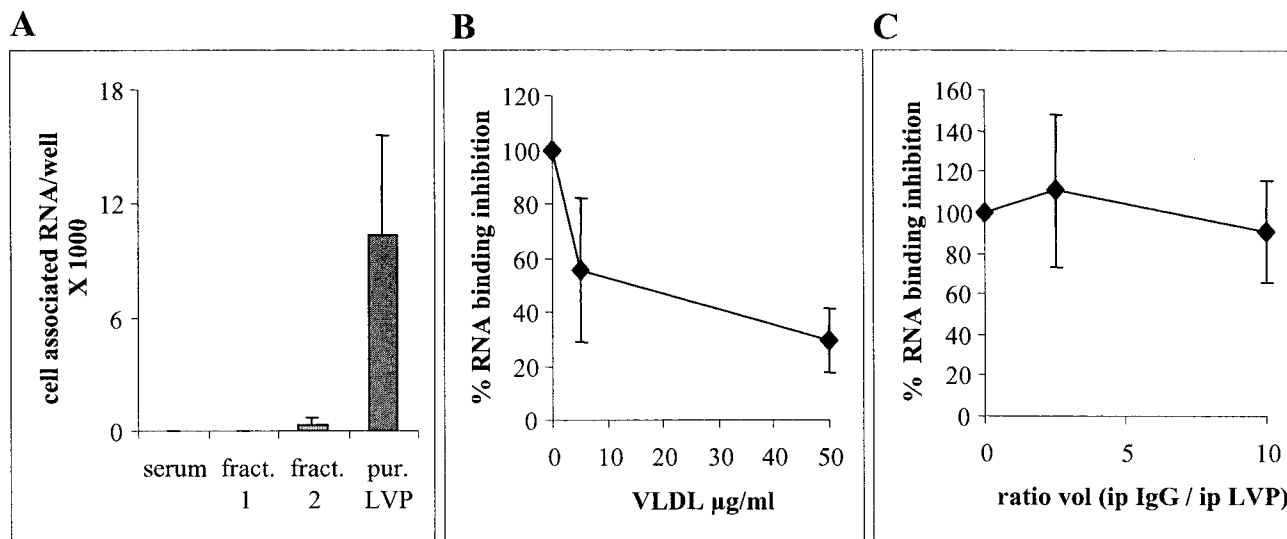 A
cell associated RNA/well
X 1000
18
12
6
0
serum fract. fract. pur.
1 2 LVP
B
% RNA binding inhibition
120
100
80
60
40
20
0
0 10 20 30 40 50
VLDL µg/ml
C
% RNA binding inhibition
160
140
120
100
80
60
40
20
0
0 5 10
ratio vol (ip IgG / ip LVP)